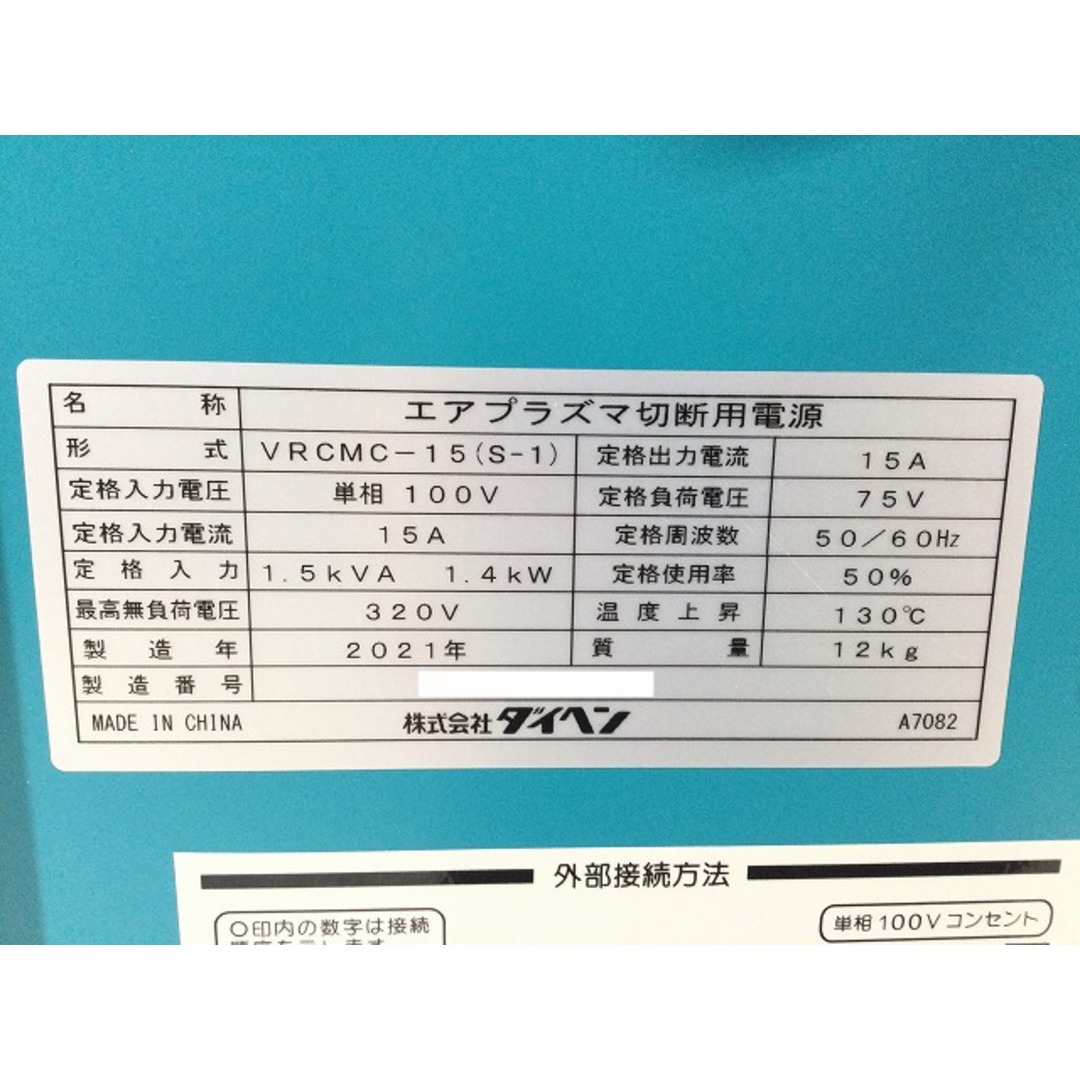 名称 エアプラズマ切断用電源
形式 VRCMC-15(S-1) 定格出力電流 15A
定格入力電圧 単相 100V 定格負荷電圧 75V
定格入力電流 15A 定格周波数 50/60Hz
定格入力 1.5kVA 1.4kW 定格使用率 50%
最高無負荷電圧 320V 温度上昇 130℃
製造年 2021年 質量 12kg
製造番号
MADE IN CHINA 株式会社ダイヘン A7082
外部接続方法
○印内の数字は接続 単相100Vコンセント